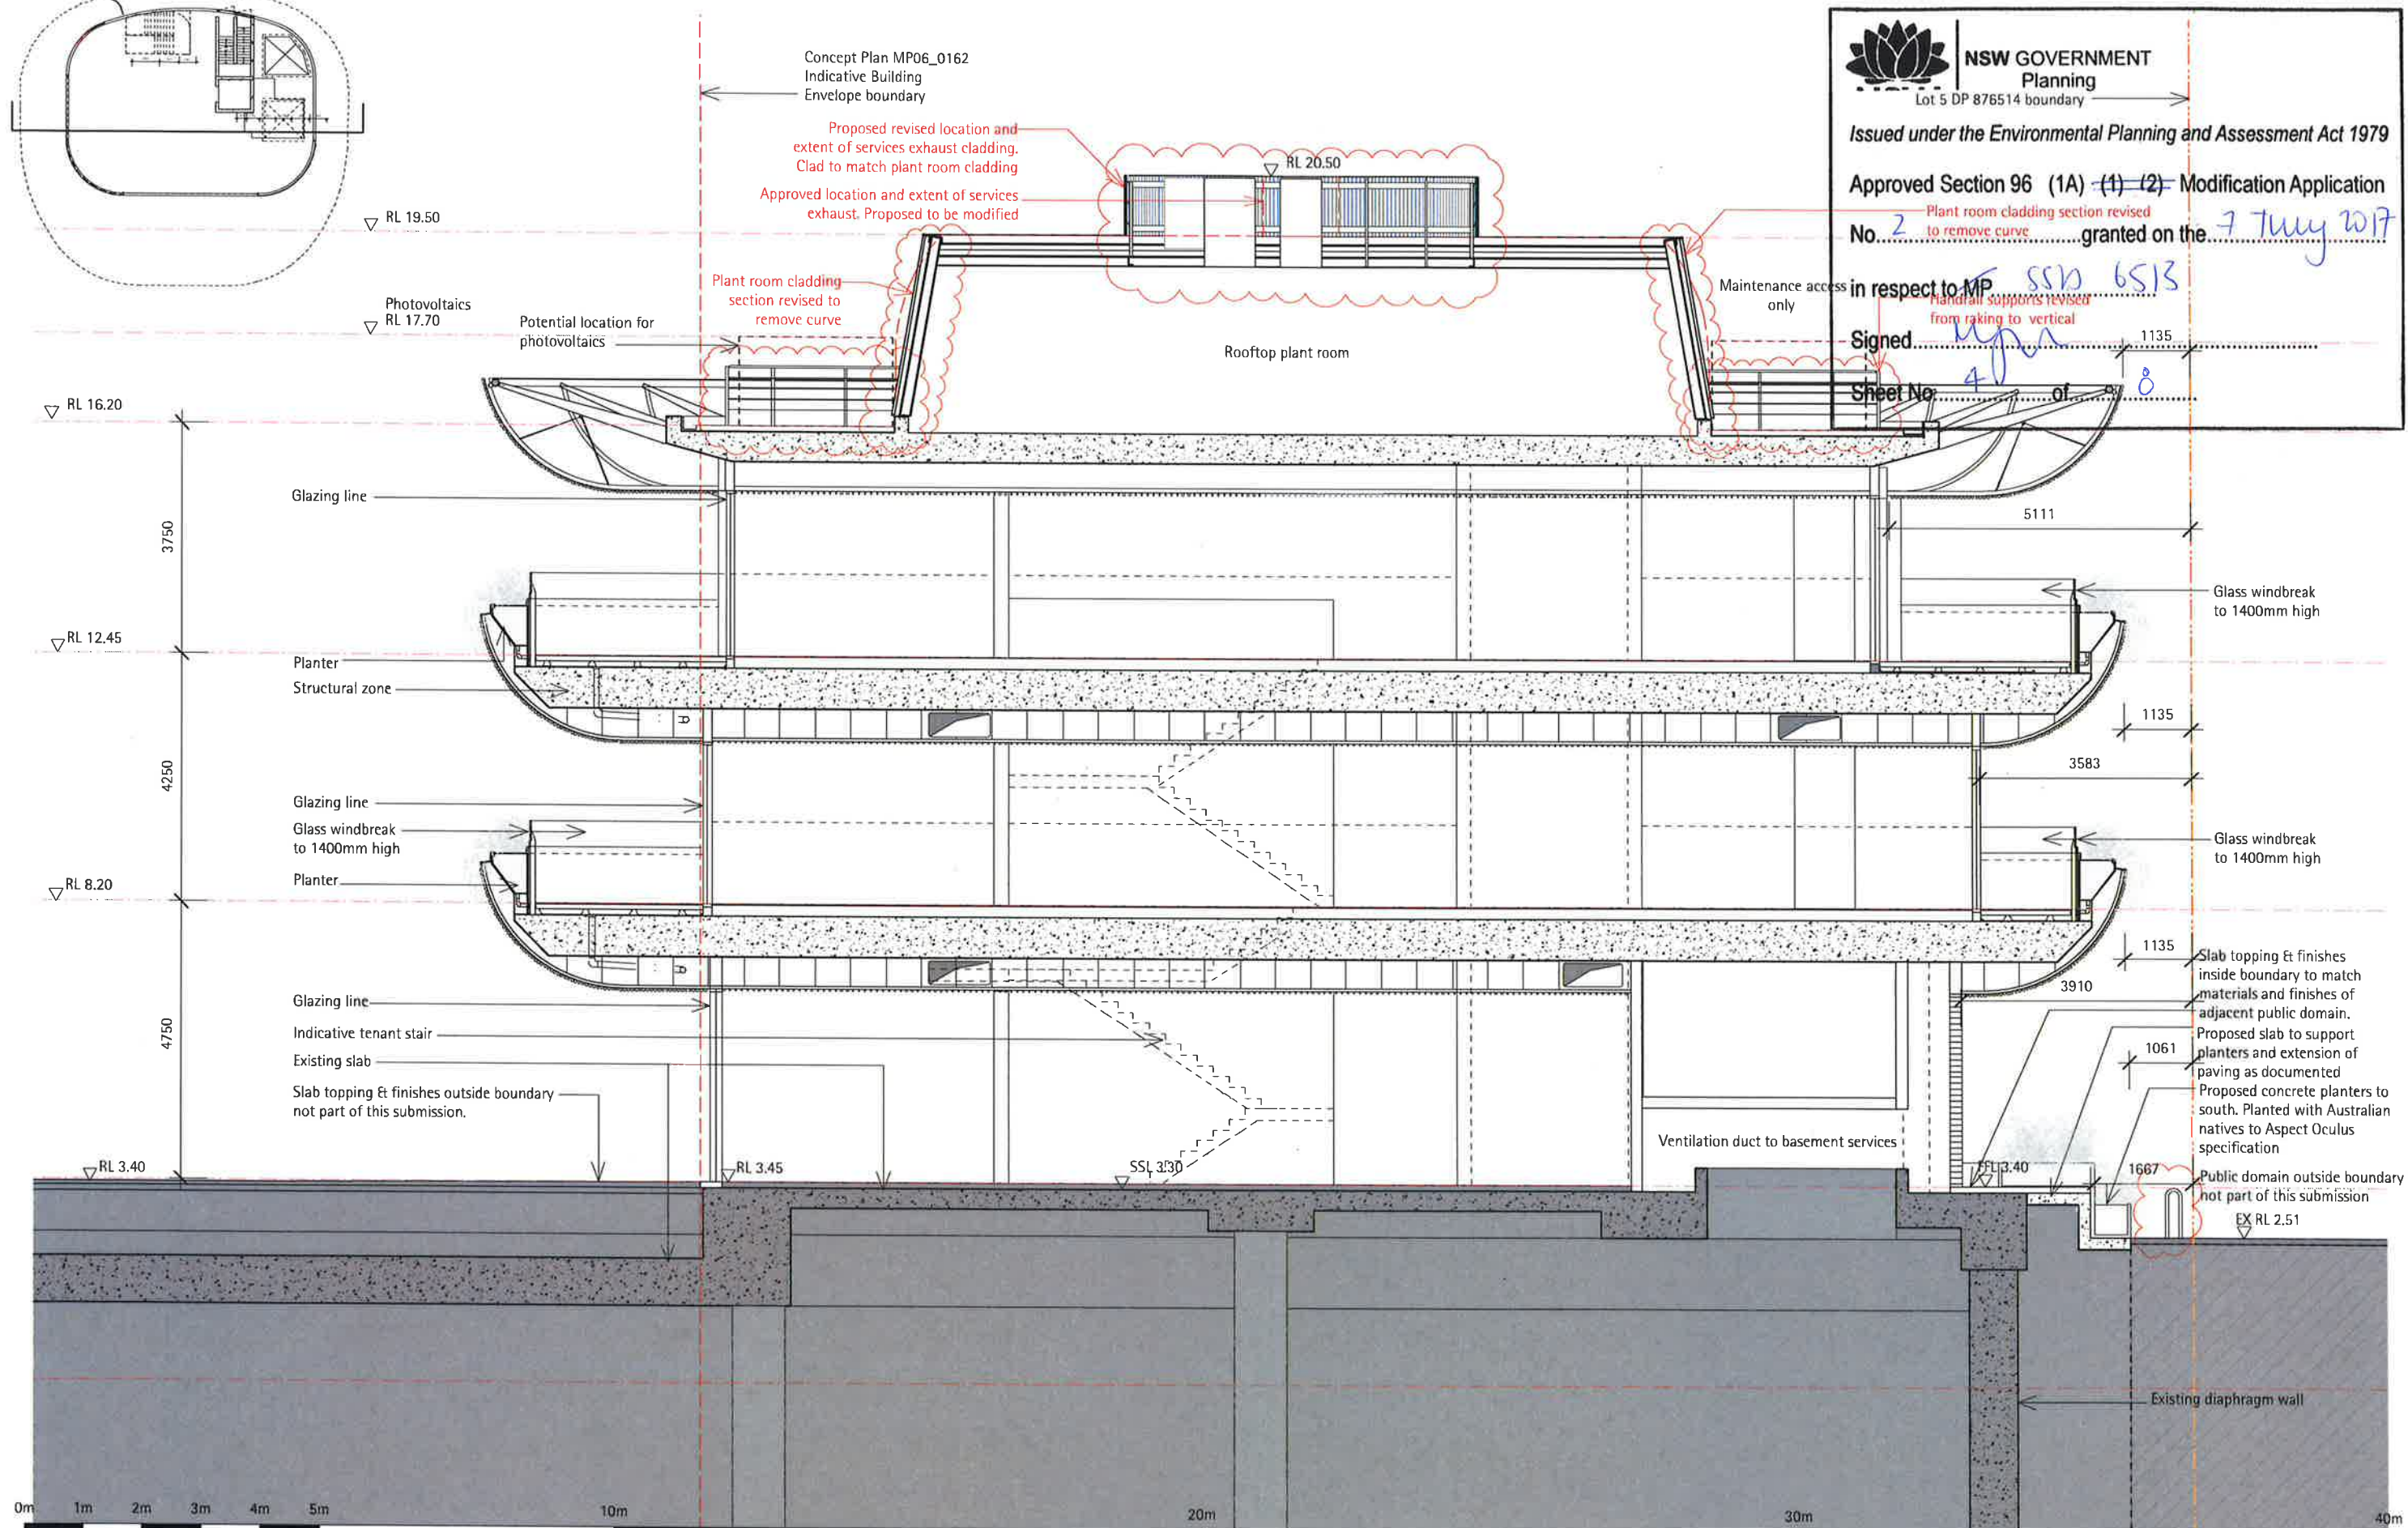 Concept Plan MP06_0162
Indicative Building
Envelope boundary
NSW GOVERNMENT
Planning
Lot 5 DP 876514 boundary
Issued under the Environmental Planning and Assessment Act 1979
Approved Section 96 (1A) (1) (2) Modification Application
No. 2 granted on the 7 July 2017
in respect to MP SSD 6513
Signed
Sheet No. 4 of 8
Plant room cladding section revised
to remove curve
Handrail supports revised
from raking to vertical
Proposed revised location and
extent of services exhaust cladding.
Clad to match plant room cladding
Approved location and extent of services
exhaust. Proposed to be modified
RL 20.50
RL 19.50
Plant room cladding
section revised to
remove curve
Maintenance access
only
Photovoltaics
RL 17.70
Potential location for
photovoltaics
Rooftop plant room
1135
RL 16.20
Glazing line
3750
5111
Glass windbreak
to 1400mm high
RL 12.45
Planter
Structural zone
1135
4250
3583
Glazing line
Glass windbreak
to 1400mm high
Glass windbreak
to 1400mm high
Planter
RL 8.20
1135
3910
Slab topping & finishes
inside boundary to match
materials and finishes of
adjacent public domain.
Glazing line
Indicative tenant stair
4750
1061
Proposed slab to support
planters and extension of
paving as documented
Existing slab
Slab topping & finishes outside boundary
not part of this submission.
Proposed concrete planters to
south. Planted with Australian
natives to Aspect Oculus
specification
Ventilation duct to basement services
RL 3.40
RL 3.45
SSL 3.30
FFL 3.40
1667
Public domain outside boundary
not part of this submission
EX RL 2.51
Existing diaphragm wall
0m 1m 2m 3m 4m 5m 10m 20m 30m 40m